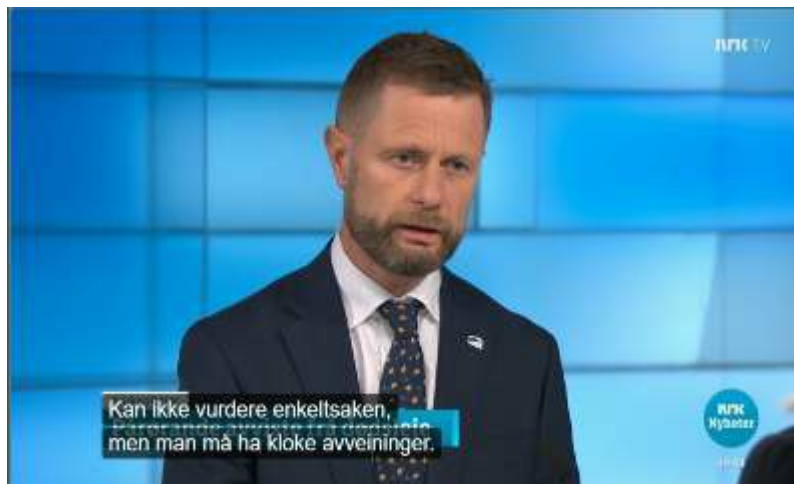 nrk TV
Kan ikke vurdere enkeltsaken,
men man må ha kloke avveininger.
nrk
Nyheter